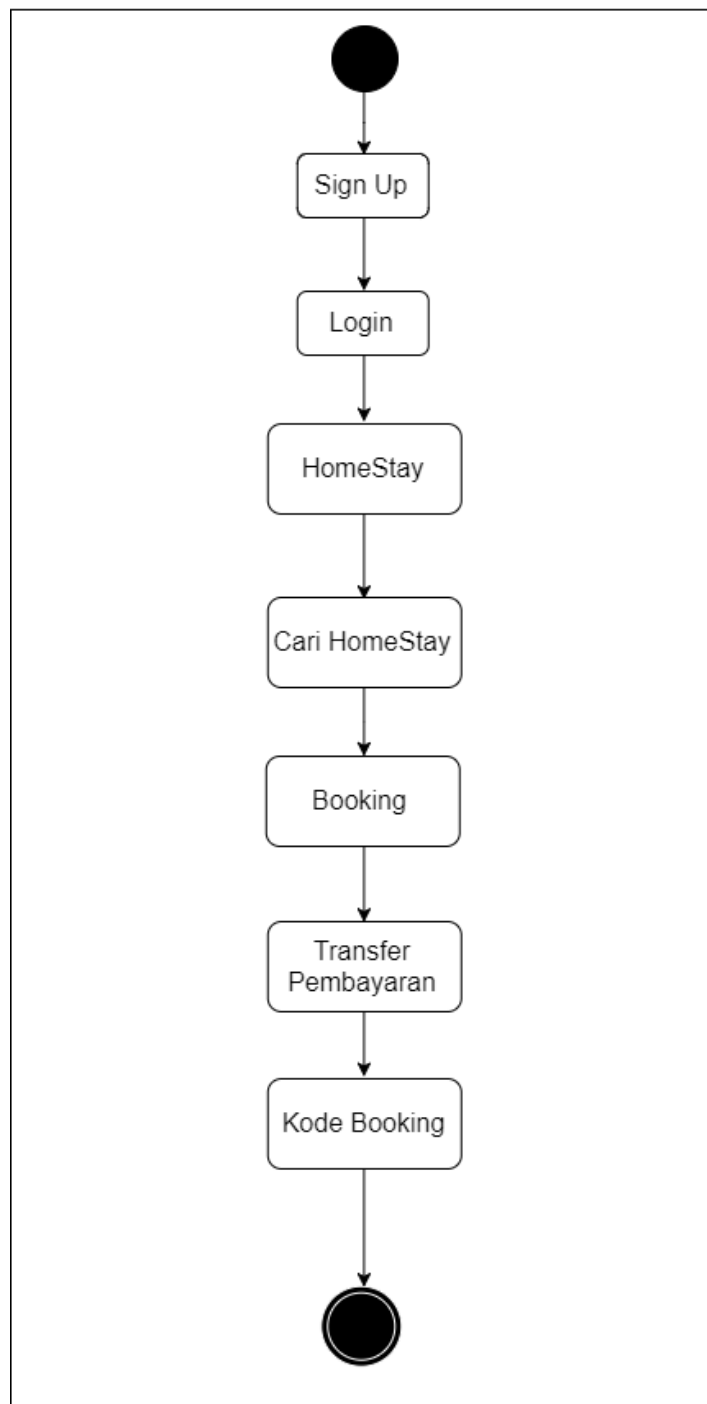 Sign Up
Login
HomeStay
Cari HomeStay
Booking
Transfer
Pembayaran
Kode Booking